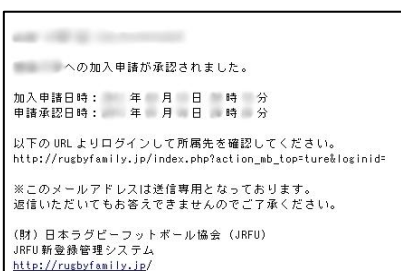 への加入申請が承認されました。
加入申請日時： 年 月 日 時 分
申請承認日時： 年 月 日 時 分
以下の URL よりログインして所属先を確認してください。
http://rugbyfamily.jp/index.php?action_mb_top=ture&loginid=
※このメールアドレスは送信専用となっております。
返信いただいてもお答えできませんのでご了承ください。
(財) 日本ラグビーフットボール協会 (JRFU)
JRFU 新登録管理システム
http://rugbyfamily.jp/